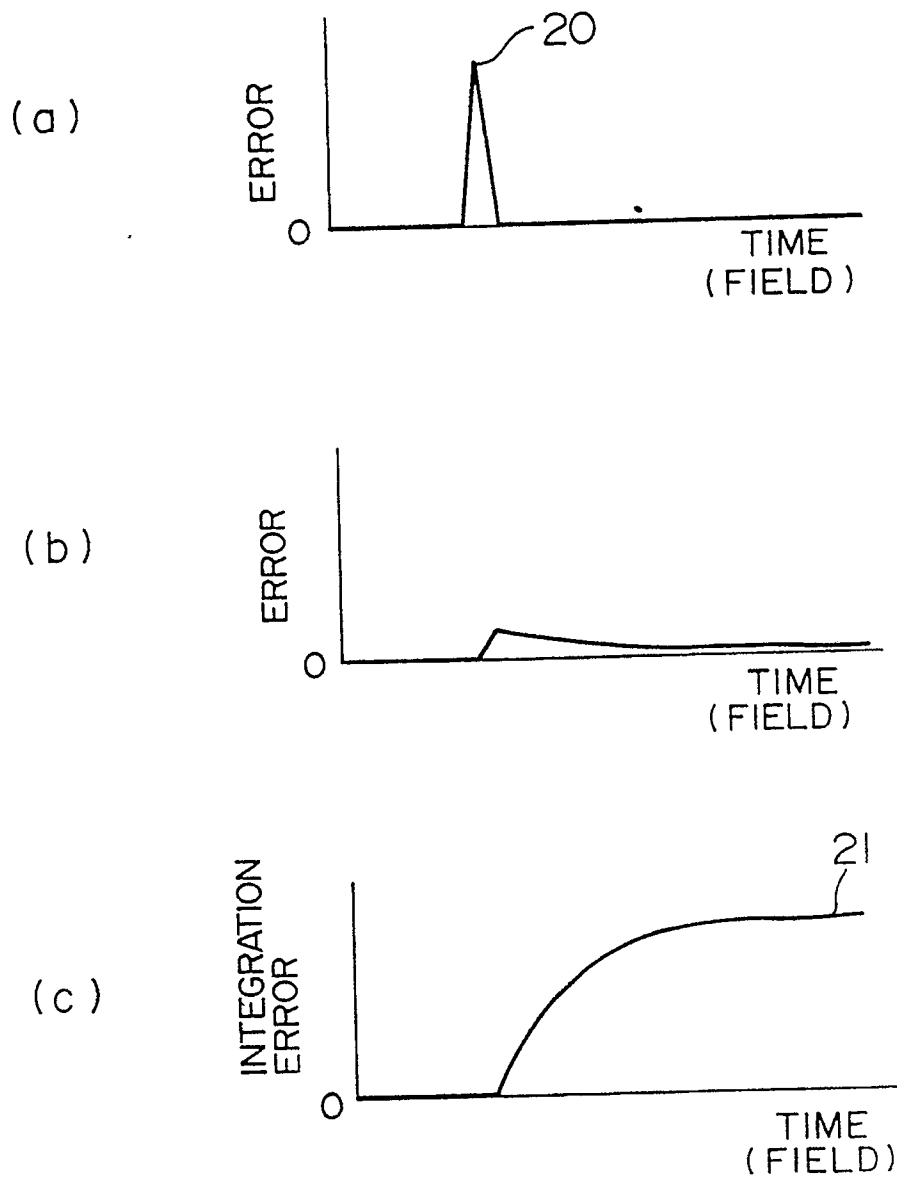 (a)
ERROR
20
0
TIME
(FIELD)
(b)
ERROR
0
TIME
(FIELD)
(c)
INTEGRATION
ERROR
21
0
TIME
(FIELD)